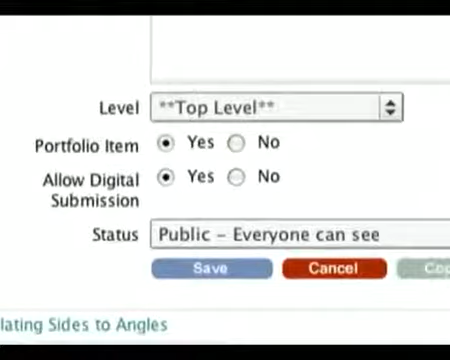 Level **Top Level**
Portfolio Item Yes No
Allow Digital Submission Yes No
Status Public – Everyone can see
Save Cancel
lating Sides to Angles